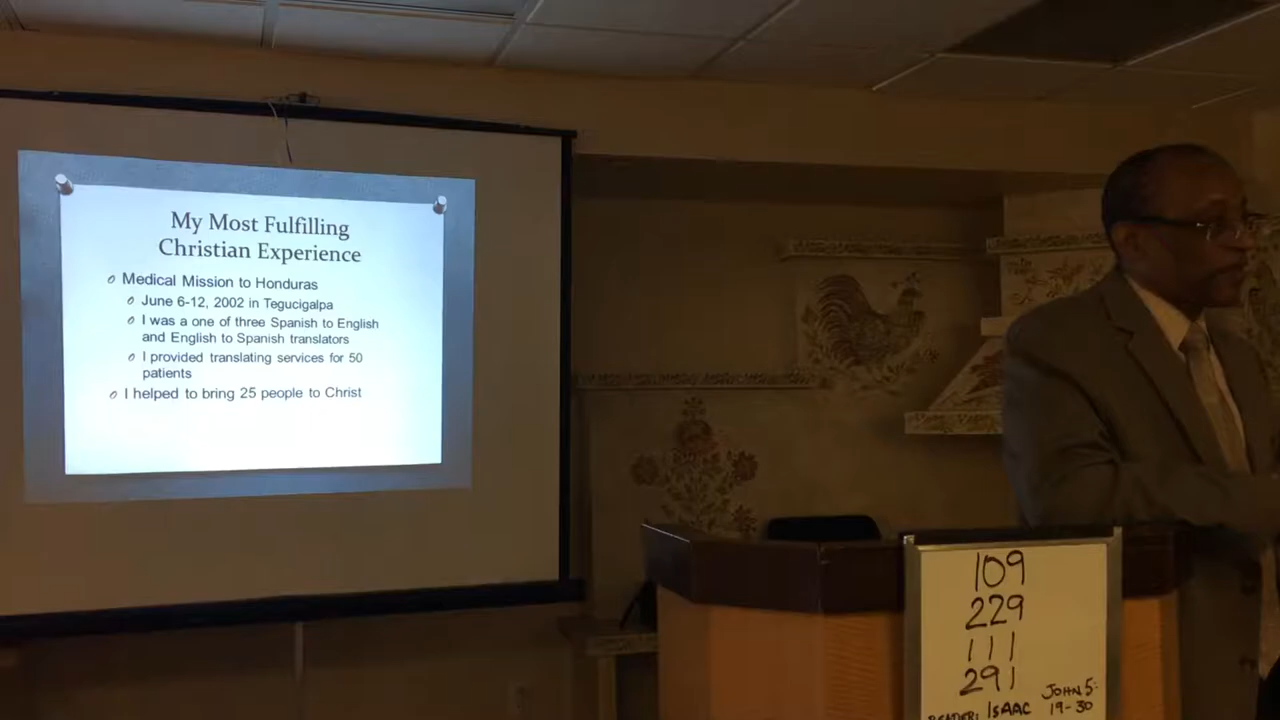 My Most Fulfilling
Christian Experience
Medical Mission to Honduras
June 6-12, 2002 in Tegucigalpa
I was a one of three Spanish to English
and English to Spanish translators
I provided translating services for 50
patients
I helped to bring 25 people to Christ
109
229
111
291
JOHN 5:
READER: ISAAC 19-30